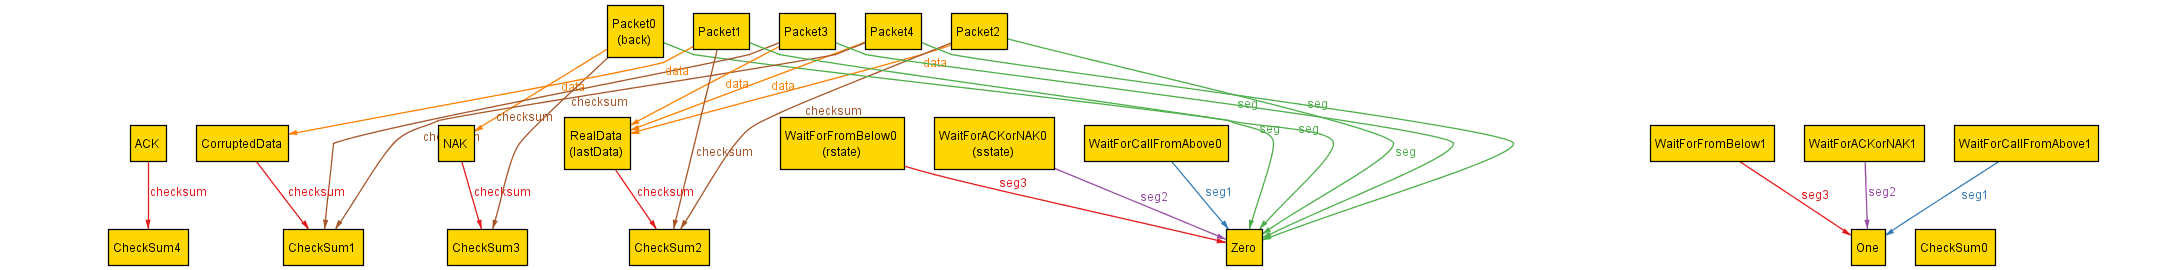 Packet0
(back)
Packet1
Packet3
Packet4
Packet2
data
data
data
data
data
checksum
checksum
checksum
checksum
checksum
seg
seg
seg
seg
seg
ACK
CorruptedData
NAK
RealData
(lastData)
WaitForFromBelow0
(rstate)
WaitForACKorNAK0
(sstate)
WaitForCallFromAbove0
WaitForFromBelow1
WaitForACKorNAK1
WaitForCallFromAbove1
checksum
checksum
checksum
checksum
seg3
seg2
seg1
seg3
seg2
seg1
CheckSum4
CheckSum1
CheckSum3
CheckSum2
Zero
One
CheckSum0